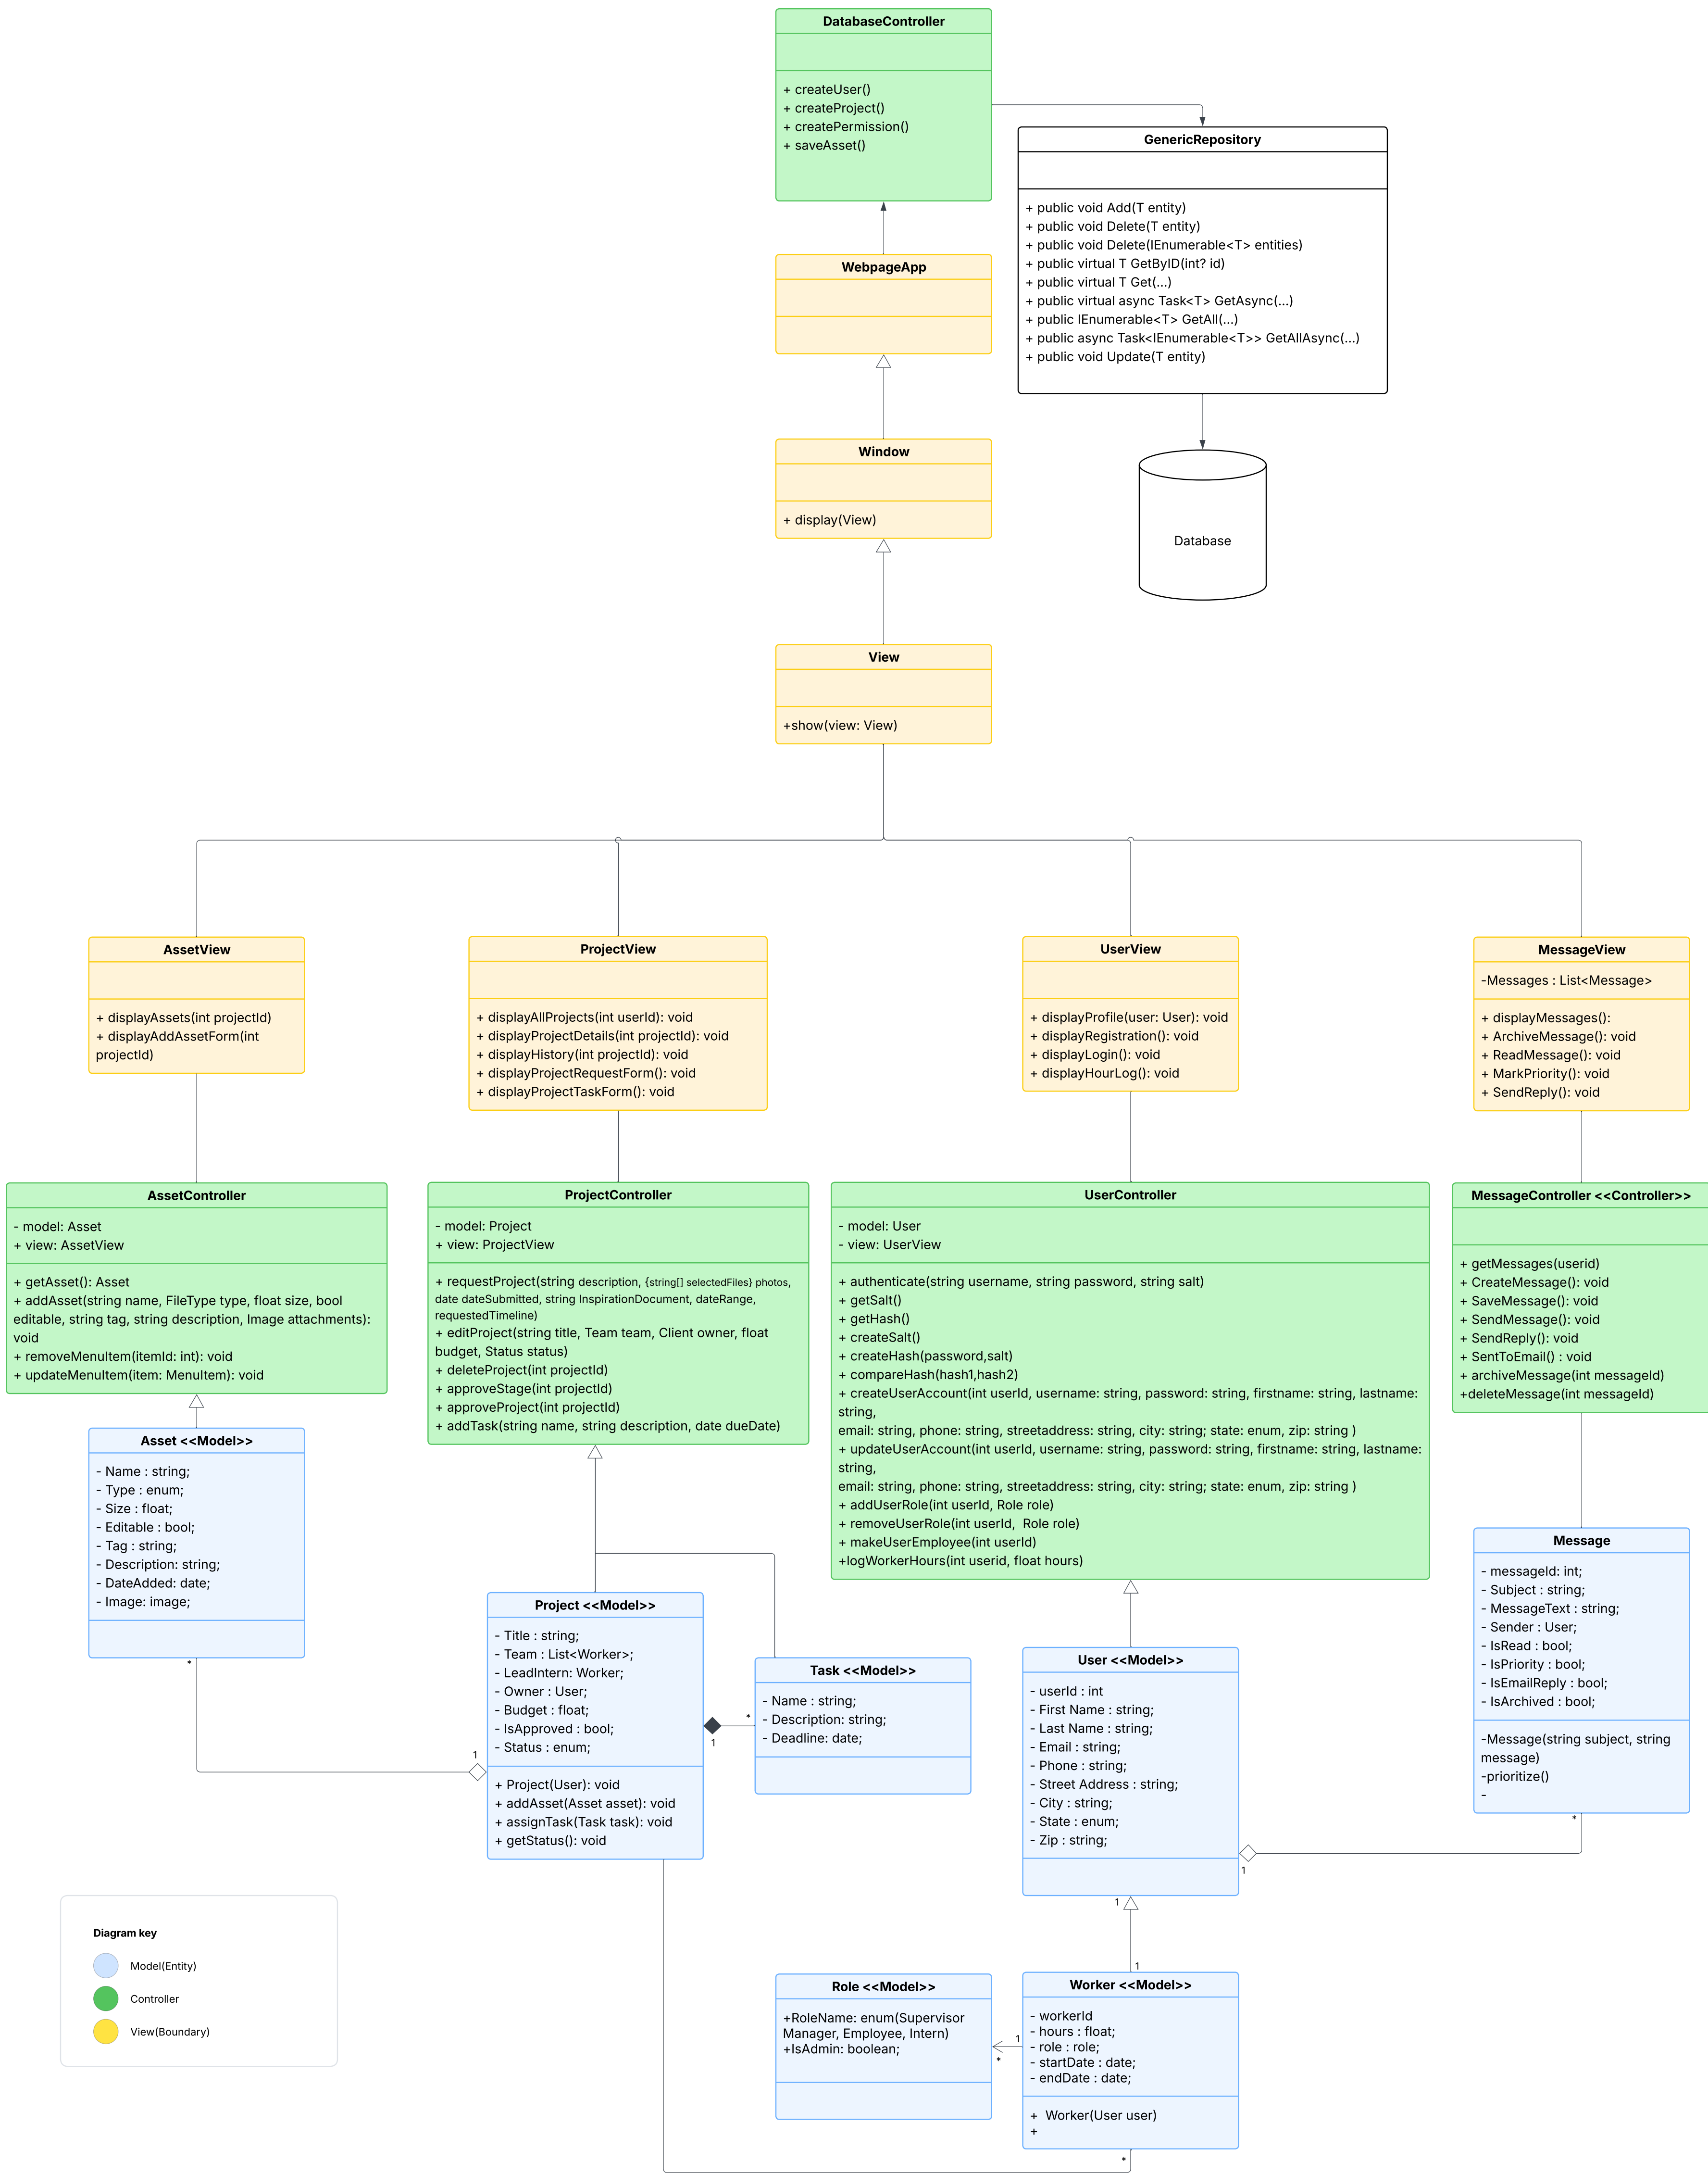 DatabaseController
+ createUser()
+ createProject()
+ createPermission()
+ saveAsset()
GenericRepository
+ public void Add(T entity)
+ public void Delete(T entity)
+ public void Delete(IEnumerable<T> entities)
+ public virtual T GetByID(int? id)
+ public virtual T Get(...)
+ public virtual async Task<T> GetAsync(...)
+ public IEnumerable<T> GetAll(...)
+ public async Task<IEnumerable<T>> GetAllAsync(...)
+ public void Update(T entity)
WebpageApp
Window
+ display(View)
Database
View
+show(view: View)
AssetView
+ displayAssets(int projectId)
+ displayAddAssetForm(int
projectId)
ProjectView
+ displayAllProjects(int userId): void
+ displayProjectDetails(int projectId): void
+ displayHistory(int projectId): void
+ displayProjectRequestForm(): void
+ displayProjectTaskForm(): void
UserView
+ displayProfile(user: User): void
+ displayRegistration(): void
+ displayLogin(): void
+ displayHourLog(): void
MessageView
-Messages : List<Message>
+ displayMessages():
+ ArchiveMessage(): void
+ ReadMessage(): void
+ MarkPriority(): void
+ SendReply(): void
AssetController
- model: Asset
+ view: AssetView
+ getAsset(): Asset
+ addAsset(string name, FileType type, float size, bool
editable, string tag, string description, Image attachments):
void
+ removeMenuItem(itemId: int): void
+ updateMenuItem(item: MenuItem): void
ProjectController
- model: Project
+ view: ProjectView
+ requestProject(string description, {string[] selectedFiles} photos,
date dateSubmitted, string InspirationDocument, dateRange,
requestedTimeline)
+ editProject(string title, Team team, Client owner, float
budget, Status status)
+ deleteProject(int projectId)
+ approveStage(int projectId)
+ approveProject(int projectId)
+ addTask(string name, string description, date dueDate)
UserController
- model: User
- view: UserView
+ authenticate(string username, string password, string salt)
+ getSalt()
+ getHash()
+ createSalt()
+ createHash(password,salt)
+ compareHash(hash1,hash2)
+ createUserAccount(int userId, username: string, password: string, firstname: string, lastname:
string,
email: string, phone: string, streetaddress: string, city: string; state: enum, zip: string )
+ updateUserAccount(int userId, username: string, password: string, firstname: string, lastname:
string,
email: string, phone: string, streetaddress: string, city: string; state: enum, zip: string )
+ addUserRole(int userId, Role role)
+ removeUserRole(int userId,  Role role)
+ makeUserEmployee(int userId)
+logWorkerHours(int userid, float hours)
MessageController <<Controller>>
+ getMessages(userid)
+ CreateMessage(): void
+ SaveMessage(): void
+ SendMessage(): void
+ SendReply(): void
+ SentToEmail() : void
+ archiveMessage(int messageId)
+deleteMessage(int messageId)
Asset <<Model>>
- Name : string;
- Type : enum;
- Size : float;
- Editable : bool;
- Tag : string;
- Description: string;
- DateAdded: date;
- Image: image;
*
1
Project <<Model>>
- Title : string;
- Team : List<Worker>;
- LeadIntern: Worker;
- Owner : User;
- Budget : float;
- IsApproved : bool;
- Status : enum;
+ Project(User): void
+ addAsset(Asset asset): void
+ assignTask(Task task): void
+ getStatus(): void
1
*
Task <<Model>>
- Name : string;
- Description: string;
- Deadline: date;
User <<Model>>
- userId : int
- First Name : string;
- Last Name : string;
- Email : string;
- Phone : string;
- Street Address : string;
- City : string;
- State : enum;
- Zip : string;
Message
- messageId: int;
- Subject : string;
- MessageText : string;
- Sender : User;
- IsRead : bool;
- IsPriority : bool;
- IsEmailReply : bool;
- IsArchived : bool;
-Message(string subject, string
message)
-prioritize()
-
*
1
1
1
Diagram key
Model(Entity)
Controller
View(Boundary)
Role <<Model>>
+RoleName: enum(Supervisor
Manager, Employee, Intern)
+IsAdmin: boolean;
1
*
Worker <<Model>>
- workerId
- hours : float;
- role : role;
- startDate : date;
- endDate : date;
+  Worker(User user)
+
*